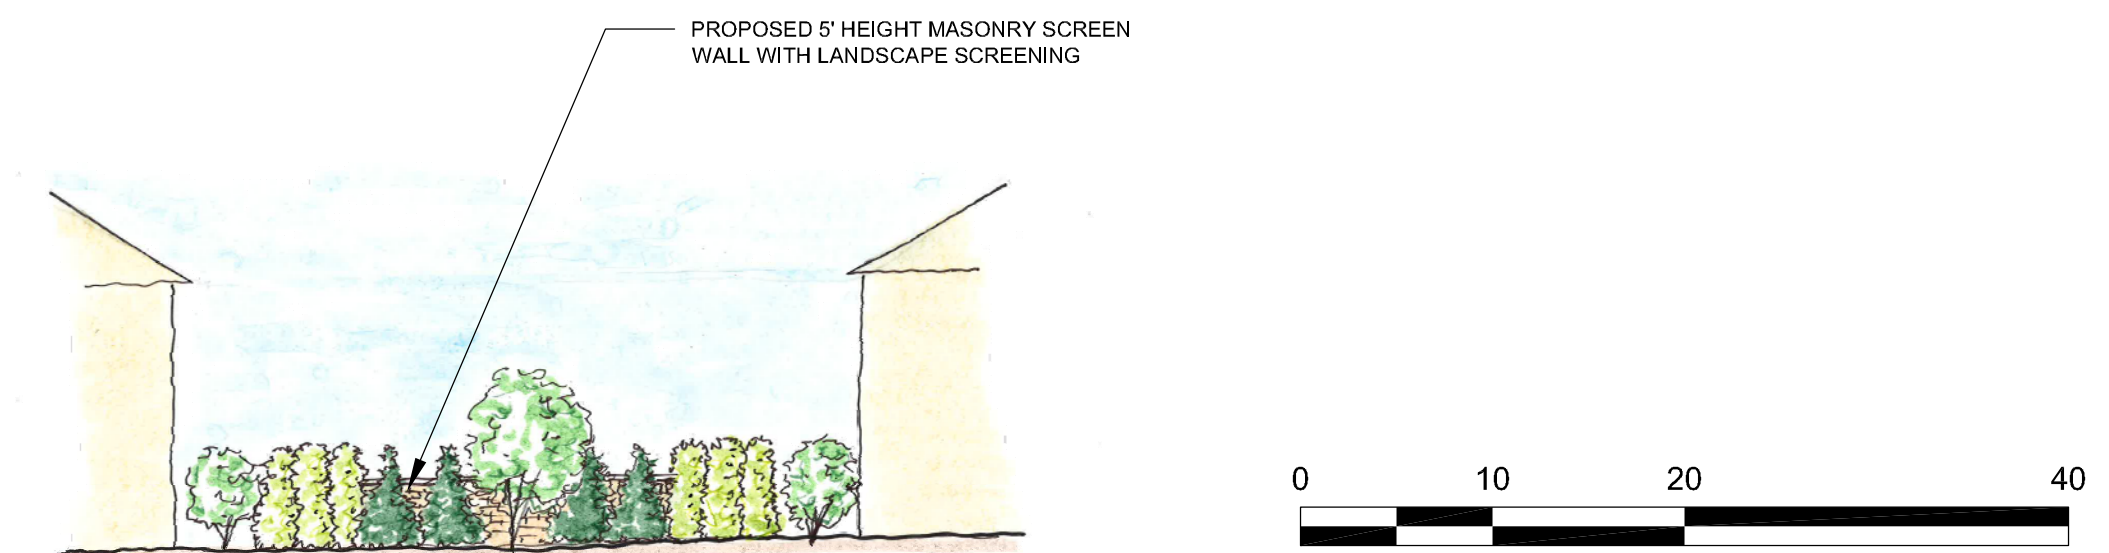 PROPOSED 5' HEIGHT MASONRY SCREEN
WALL WITH LANDSCAPE SCREENING
0 10 20 40